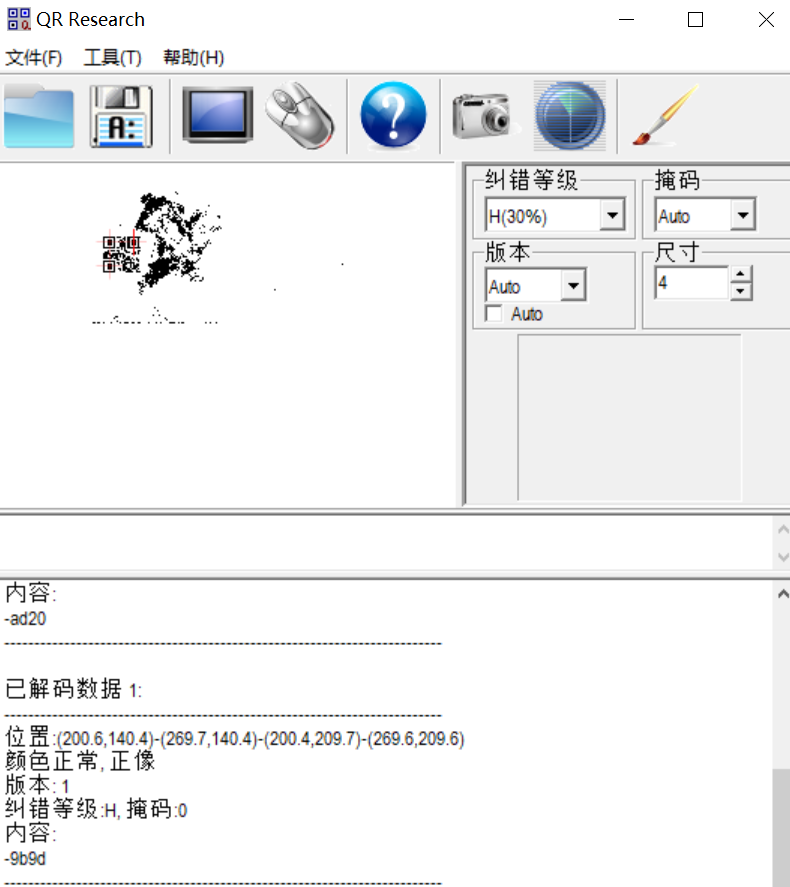 QR Research
文件(F) 工具(T) 帮助(H)
A:
?
纠错等级 掩码
H(30%) Auto
版本 尺寸
Auto 4
Auto
内容:
-ad20
---------------------------------------------------------------------------
已解码数据 1:
---------------------------------------------------------------------------
位置:(200.6,140.4)-(269.7,140.4)-(200.4,209.7)-(269.6,209.6)
颜色正常, 正像
版本: 1
纠错等级:H, 掩码:0
内容:
-9b9d
---------------------------------------------------------------------------